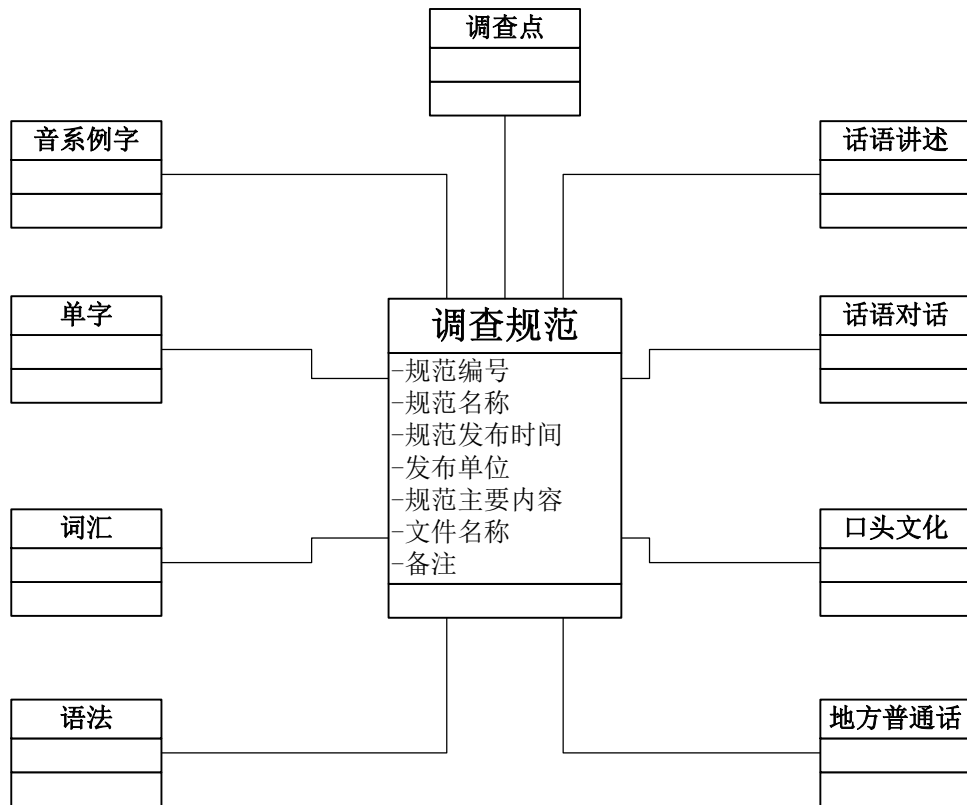 调查点
音系例字
话语讲述
单字
调查规范
话语对话
-规范编号
-规范名称
-规范发布时间
-发布单位
-规范主要内容
-文件名称
-备注
词汇
口头文化
语法
地方普通话